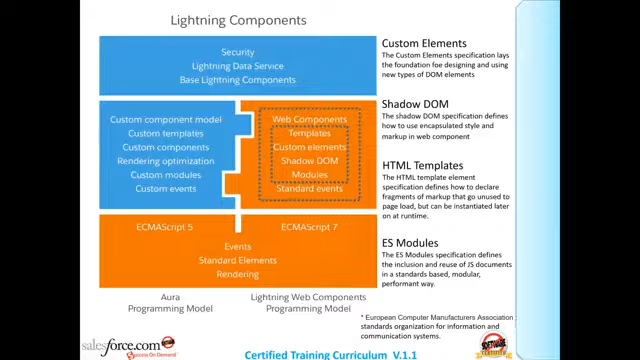 Lightning Components
Security
Lightning Data Service
Base Lightning Components
Custom component model
Custom templates
Custom components
Rendering optimization
Custom modules
Custom events
Web Components
Templates
Custom elements
Shadow DOM
Modules
Standard events
ECMAScript 5
ECMAScript 7
Events
Standard Elements
Rendering
Aura
Programming Model
Lightning Web Components
Programming Model
Custom Elements
The Custom Elements specification lays
the foundation foe designing and using
new types of DOM elements
Shadow DOM
The shadow DOM specification defines
how to use encapsulated style and
markup in web component
HTML Templates
The HTML template element
specification defines how to declare
fragments of markup that go unused to
page load, but can be instantiated later
on at runtime.
ES Modules
The ES Modules specification defines
the inclusion and reuse of JS documents
in a standards based, modular,
performant way.
* European Computer Manufacturers Association
standards organization for information and
communication systems.
salesforce.com
Success On Demand
Certified Training Curriculum V.1.1
SOFTWARE
CERTIFIED